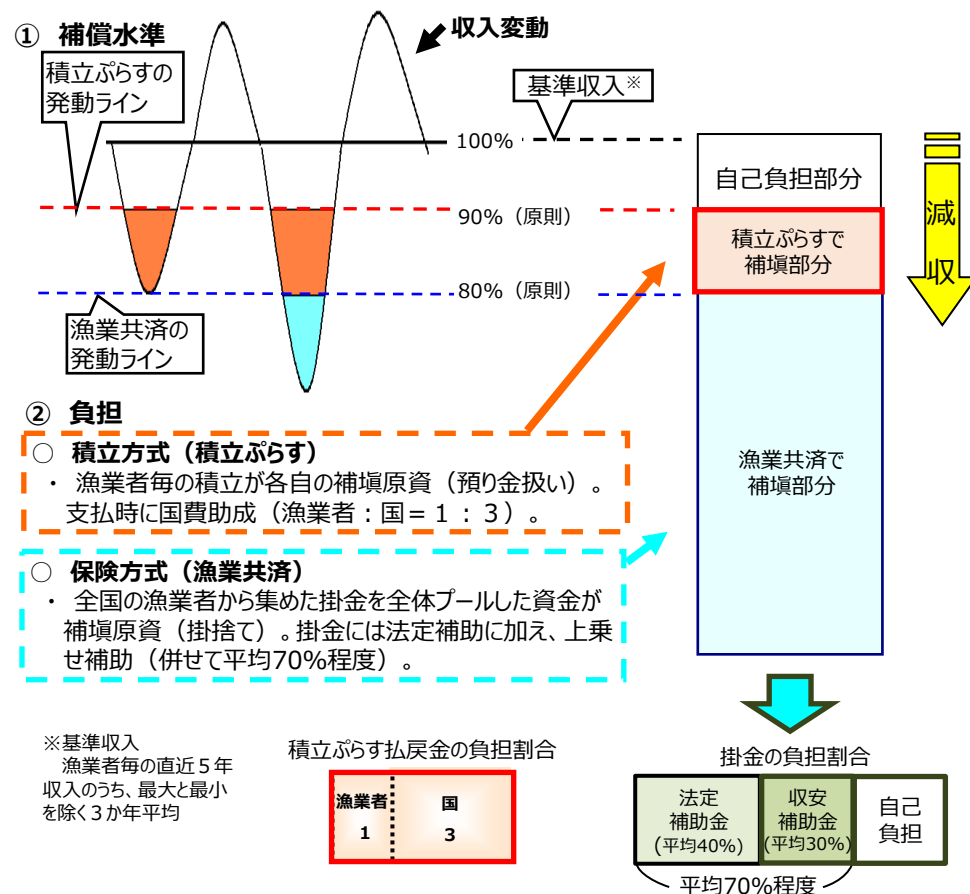 ① 補償水準
収入変動
積立ぷらすの
発動ライン
基準収入※
100%
自己負担部分
90%（原則）
積立ぷらすで
補塡部分
減
収
80%（原則）
漁業共済の
発動ライン
② 負担
○ 積立方式（積立ぷらす）
・ 漁業者毎の積立が各自の補塡原資（預り金扱い）。
支払時に国費助成（漁業者：国＝１：３）。
漁業共済で
補塡部分
○ 保険方式（漁業共済）
・ 全国の漁業者から集めた掛金を全体プールした資金が
補塡原資（掛捨て）。掛金には法定補助に加え、上乗
せ補助（併せて平均70%程度）。
※基準収入
漁業者毎の直近５年
収入のうち、最大と最小
を除く３か年平均
積立ぷらす払戻金の負担割合
漁業者
1
国
3
掛金の負担割合
法定
補助金
(平均40%)
収安
補助金
(平均30%)
自己
負担
平均70%程度